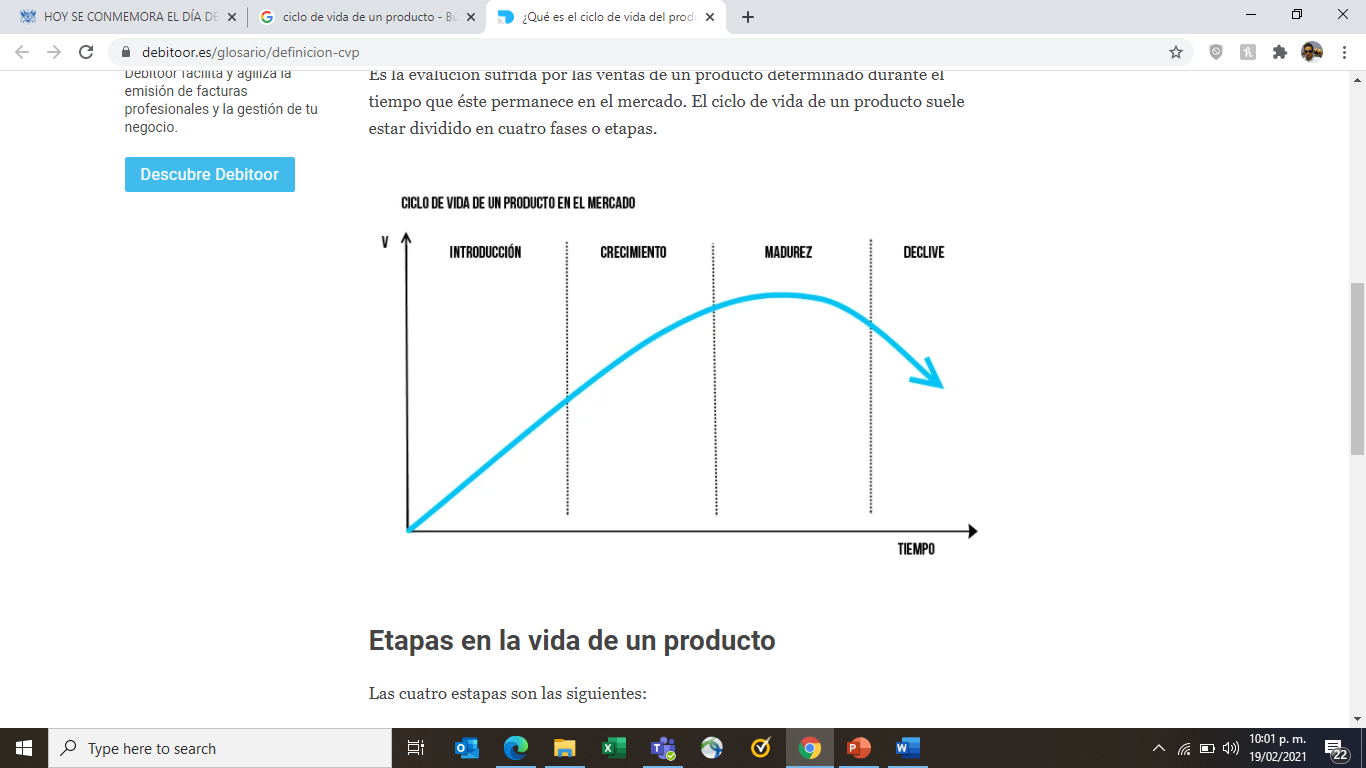 HOY SE CONMEMORA EL DÍA DE
ciclo de vida de un producto - Bú
¿Qué es el ciclo de vida del produ
debitoor.es/glosario/definicion-cvp
Debitoor facilita y agiliza la
emisión de facturas
profesionales y la gestión de tu
negocio.
Descubre Debitoor
Es la evalución sufrida por las ventas de un producto determinado durante el
tiempo que éste permanece en el mercado. El ciclo de vida de un producto suele
estar dividido en cuatro fases o etapas.
CICLO DE VIDA DE UN PRODUCTO EN EL MERCADO
V
INTRODUCCIÓN
CRECIMIENTO
MADUREZ
DECLIVE
TIEMPO
Etapas en la vida de un producto
Las cuatro estapas son las siguientes:
Type here to search
10:01 p. m.
19/02/2021
22